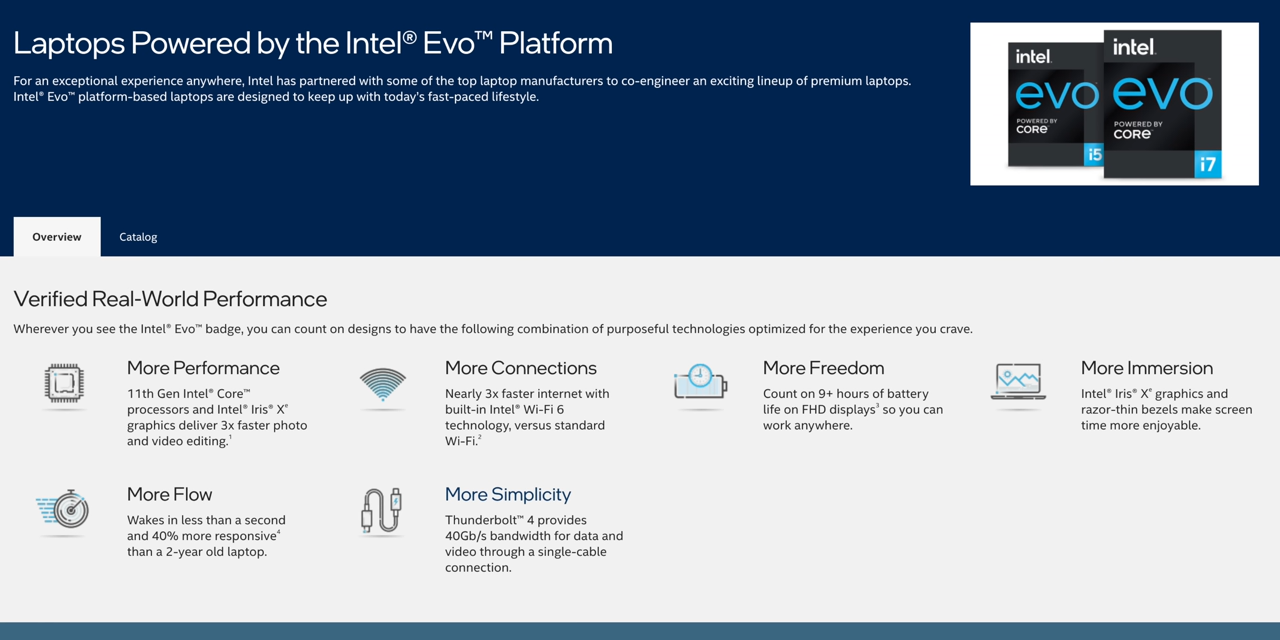 Laptops Powered by the Intel® Evo™ Platform
For an exceptional experience anywhere, Intel has partnered with some of the top laptop manufacturers to co-engineer an exciting lineup of premium laptops.
Intel® Evo™ platform-based laptops are designed to keep up with today's fast-paced lifestyle.
intel.
evo
POWERED BY
CORE
i5
intel.
evo
POWERED BY
CORE
i7
Overview
Catalog
Verified Real-World Performance
Wherever you see the Intel® Evo™ badge, you can count on designs to have the following combination of purposeful technologies optimized for the experience you crave.
More Performance
11th Gen Intel® Core™
processors and Intel® Iris® Xᵉ
graphics deliver 3x faster photo
and video editing.¹
More Connections
Nearly 3x faster internet with
built-in Intel® Wi-Fi 6
technology, versus standard
Wi-Fi.²
More Freedom
Count on 9+ hours of battery
life on FHD displays³ so you can
work anywhere.
More Immersion
Intel® Iris® Xᵉ graphics and
razor-thin bezels make screen
time more enjoyable.
More Flow
Wakes in less than a second
and 40% more responsive⁴
than a 2-year old laptop.
More Simplicity
Thunderbolt™ 4 provides
40Gb/s bandwidth for data and
video through a single-cable
connection.